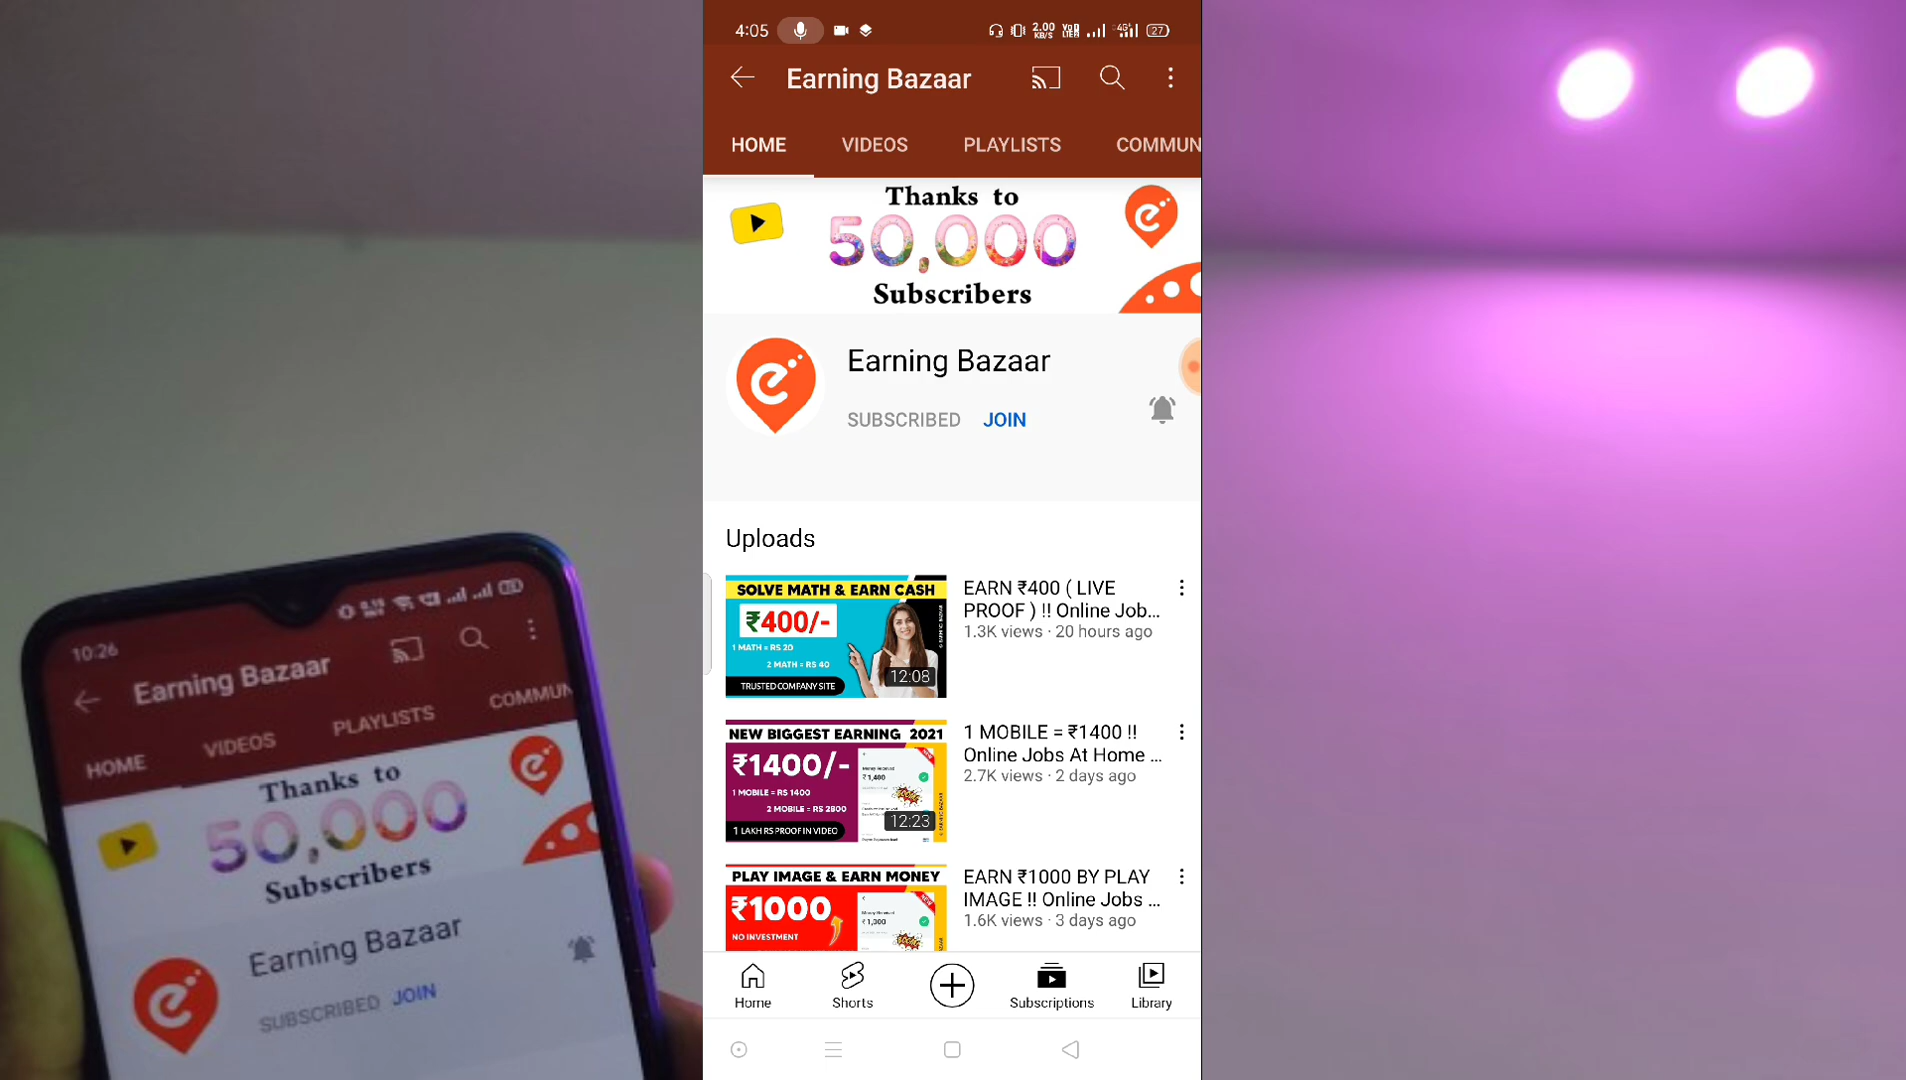 4:05
2.00
KB/S
27
Earning Bazaar
HOME
VIDEOS
PLAYLISTS
COMMUN
Thanks to
50,000
Subscribers
Earning Bazaar
SUBSCRIBED
JOIN
Uploads
SOLVE MATH & EARN CASH
₹400/-
1 MATH = RS 20
2 MATH = RS 40
TRUSTED COMPANY SITE
12:08
EARN ₹400 ( LIVE
PROOF ) !! Online Job...
1.3K views · 20 hours ago
NEW BIGGEST EARNING 2021
₹1400/-
1 MOBILE = RS 1400
2 MOBILE = RS 2800
1 LAKH RS PROOF IN VIDEO
12:23
1 MOBILE = ₹1400 !!
Online Jobs At Home ...
2.7K views · 2 days ago
PLAY IMAGE & EARN MONEY
₹1000
NO INVESTMENT
EARN ₹1000 BY PLAY
IMAGE !! Online Jobs ...
1.6K views · 3 days ago
Home
Shorts
Subscriptions
Library
10:26
Earning Bazaar
HOME
VIDEOS
PLAYLISTS
COMMUN
Thanks to
50,000
Subscribers
Earning Bazaar
SUBSCRIBED
JOIN